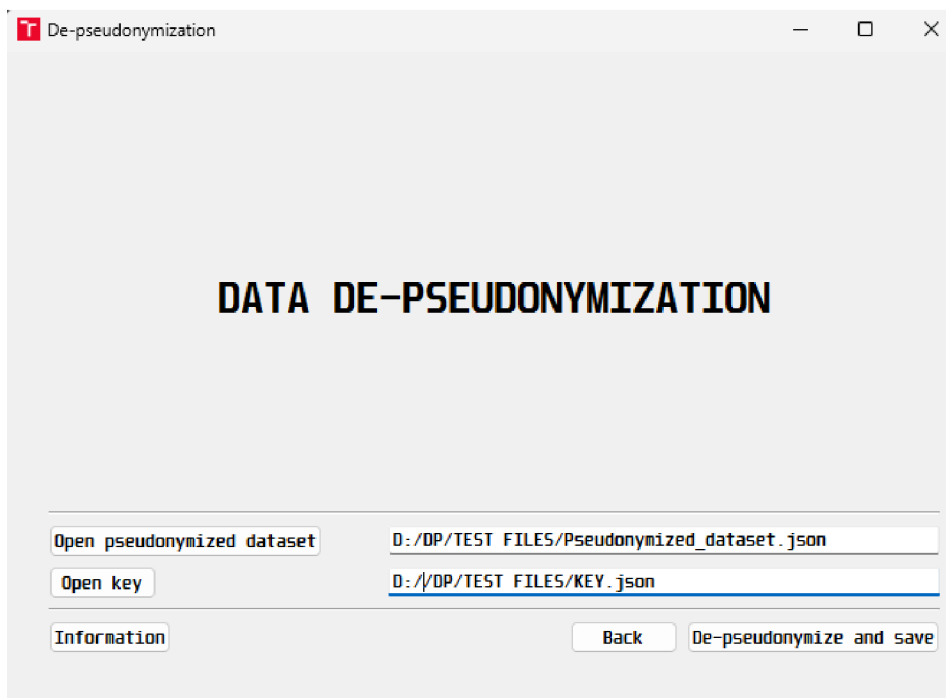 De-pseudonymization
DATA DE-PSEUDONYMIZATION
Open pseudonymized dataset D:/DP/TEST FILES/Pseudonymized_dataset.json
Open key D://DP/TEST FILES/KEY.json
Information Back De-pseudonymize and save